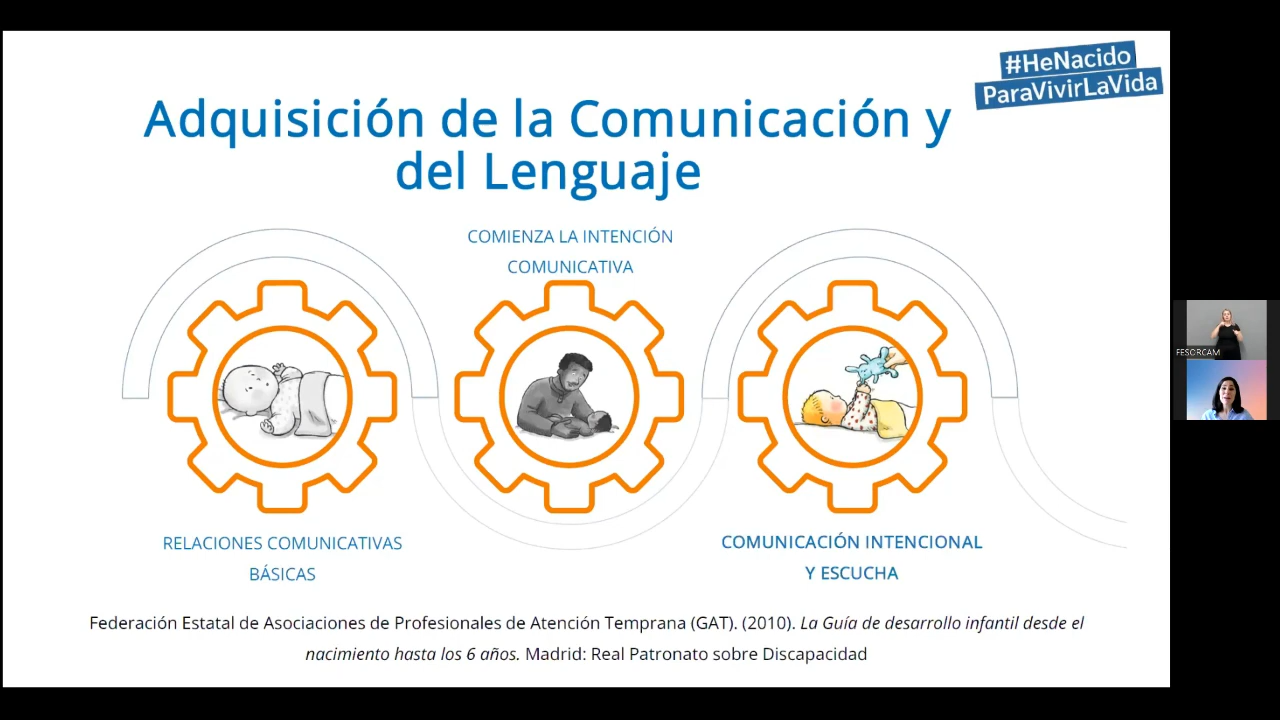 #HeNacido
ParaVivirLaVida
Adquisición de la Comunicación y
del Lenguaje
COMIENZA LA INTENCIÓN
COMUNICATIVA
RELACIONES COMUNICATIVAS
BÁSICAS
COMUNICACIÓN INTENCIONAL
Y ESCUCHA
Federación Estatal de Asociaciones de Profesionales de Atención Temprana (GAT). (2010). La Guía de desarrollo infantil desde el
nacimiento hasta los 6 años. Madrid: Real Patronato sobre Discapacidad
FESORCAM